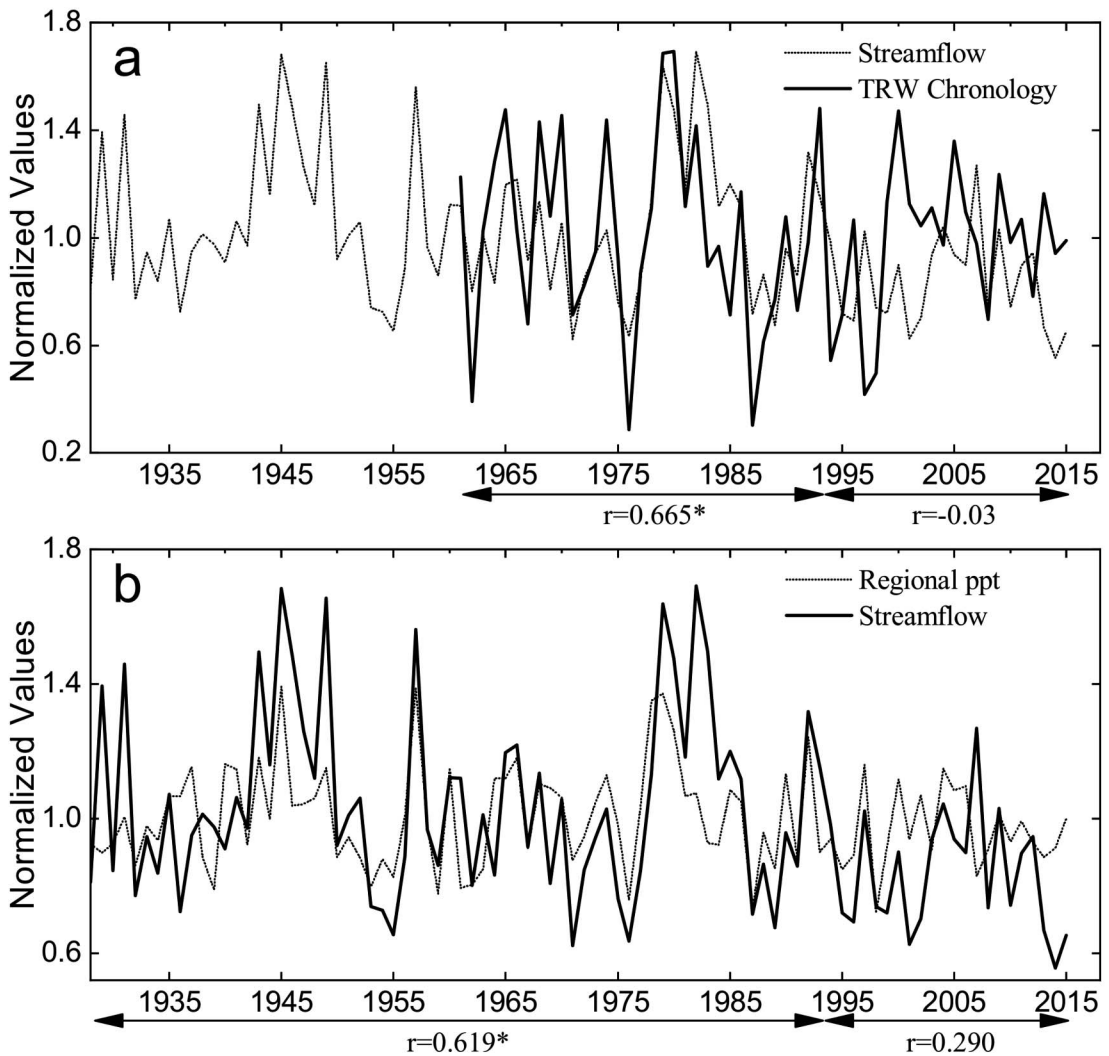 a
Streamflow
TRW Chronology
Normalized Values
1.8
1.4
1.0
0.6
0.2
1935 1945 1955 1965 1975 1985 1995 2005 2015
r=0.665* r=-0.03
b
Regional ppt
Streamflow
Normalized Values
1.8
1.4
1.0
0.6
1935 1945 1955 1965 1975 1985 1995 2005 2015
r=0.619* r=0.290